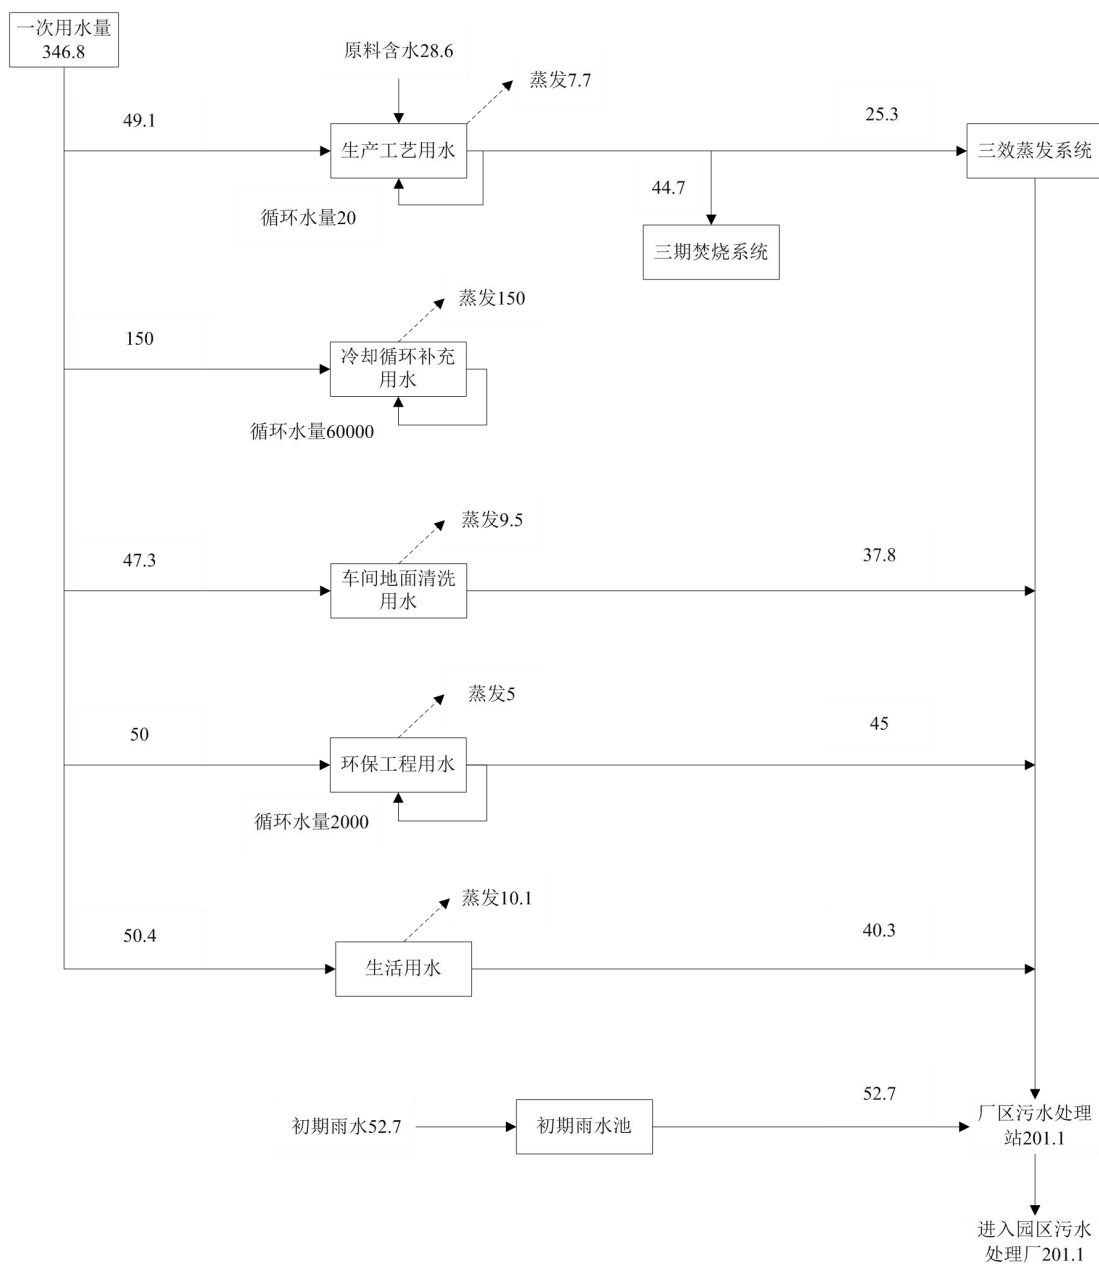 一次用水量
346.8
原料含水28.6
蒸发7.7
49.1
25.3
生产工艺用水
三效蒸发系统
44.7
循环水量20
三期焚烧系统
蒸发150
150
冷却循环补充
用水
循环水量60000
蒸发9.5
47.3
37.8
车间地面清洗
用水
蒸发5
50
45
环保工程用水
循环水量2000
蒸发10.1
50.4
40.3
生活用水
52.7
初期雨水52.7
初期雨水池
厂区污水处理
站201.1
进入园区污水
处理厂201.1